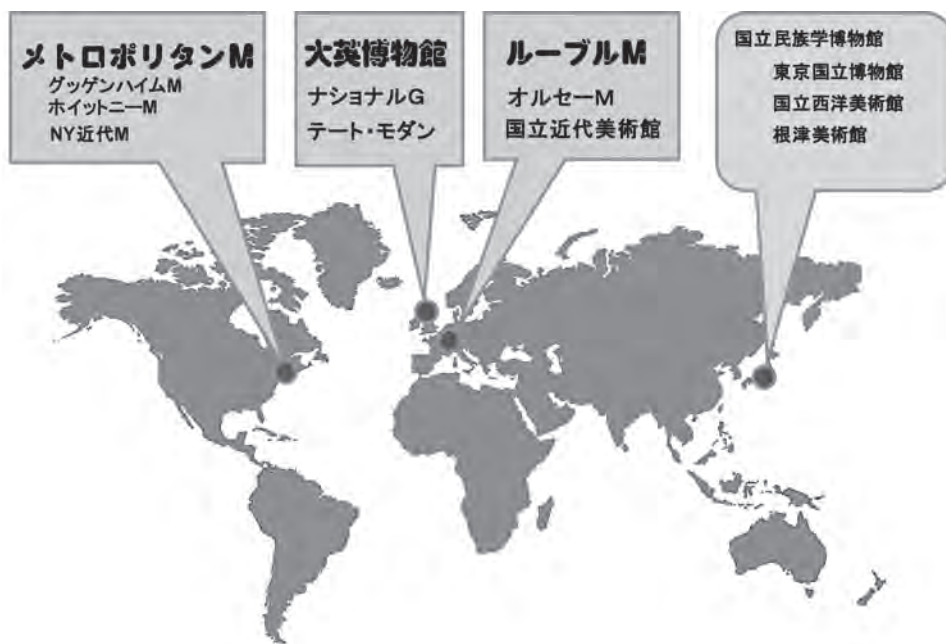 メトロポリタンM
グッゲンハイムM
ホイットニーM
NY近代M
大英博物館
ナショナルG
テート・モダン
ルーブルM
オルセーM
国立近代美術館
国立民族学博物館
東京国立博物館
国立西洋美術館
根津美術館